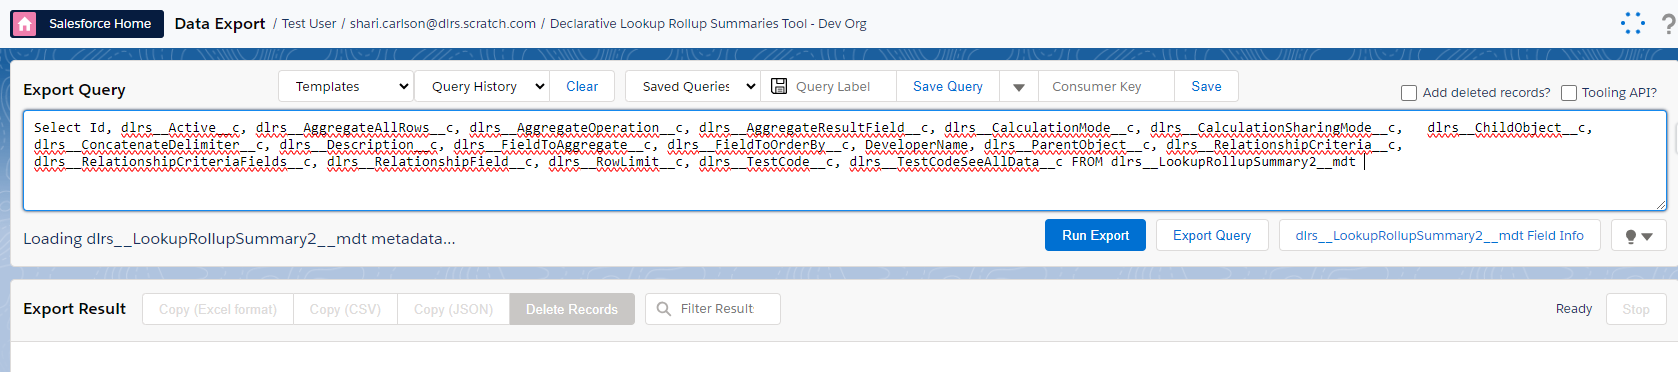 Salesforce Home Data Export / Test User / shari.carlson@dlrs.scratch.com / Declarative Lookup Rollup Summaries Tool - Dev Org ?
Export Query Templates Query History Clear Saved Queries Query Label Save Query Consumer Key Save Add deleted records? Tooling API?
Select Id, dlrs__Active__c, dlrs__AggregateAllRows__c, dlrs__AggregateOperation__c, dlrs__AggregateResultField__c, dlrs__CalculationMode__c, dlrs__CalculationSharingMode__c, dlrs__ChildObject__c,
dlrs__ConcatenateDelimiter__c, dlrs__Description__c, dlrs__FieldToAggregate__c, dlrs__FieldToOrderBy__c, DeveloperName, dlrs__ParentObject__c, dlrs__RelationshipCriteria__c,
dlrs__RelationshipCriteriaFields__c, dlrs__RelationshipField__c, dlrs__RowLimit__c, dlrs__TestCode__c, dlrs__TestCodeSeeAllData__c FROM dlrs__LookupRollupSummary2__mdt
Loading dlrs__LookupRollupSummary2__mdt metadata... Run Export Export Query dlrs__LookupRollupSummary2__mdt Field Info
Export Result Copy (Excel format) Copy (CSV) Copy (JSON) Delete Records Filter Result Ready Stop